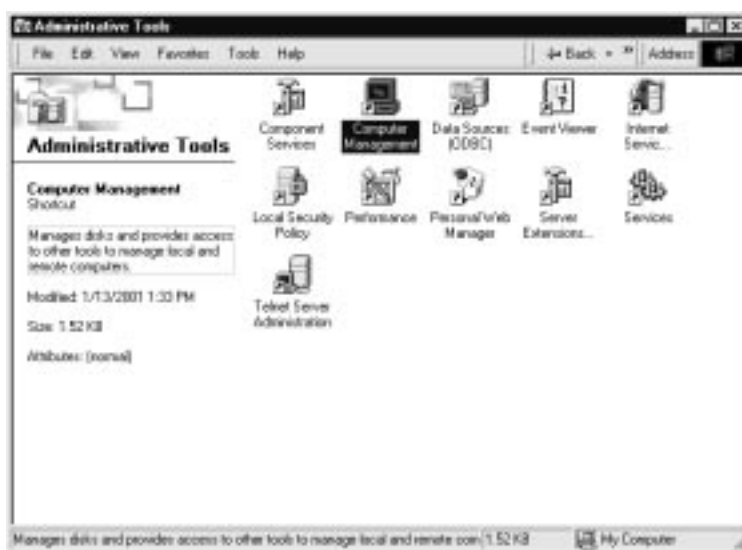 Administrative Tools
File Edit View Favorites Tools Help
Back » Address
Administrative Tools
Computer Management
Shortcut
Manages disks and provides access
to other tools to manage local and
remote computers.
Modified: 1/13/2001 1:33 PM
Size: 1.52 KB
Attributes: (normal)
Component
Services
Computer
Management
Data Sources
(ODBC)
Event Viewer
Internet
Servic...
Local Security
Policy
Performance
Personal Web
Manager
Server
Extensions...
Services
Telnet Server
Administration
Manages disks and provides access to other tools to manage local and remote com 1.52 KB My Computer